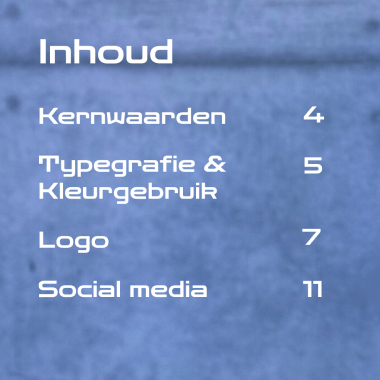 Inhoud
Kernwaarden 4
Typegrafie & 5
Kleurgebruik
Logo 7
Social media 11